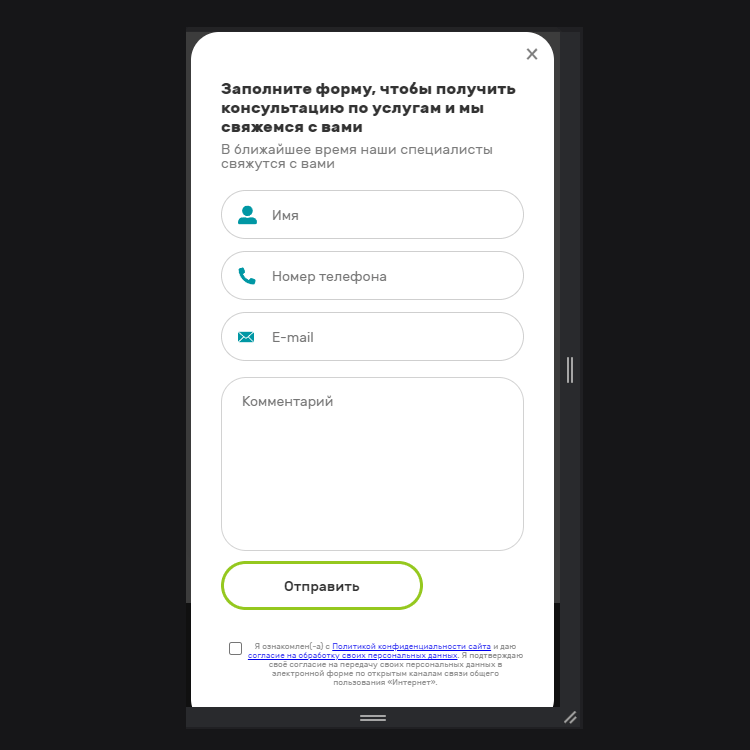 Заполните форму, чтобы получить
консультацию по услугам и мы
свяжемся с вами
В ближайшее время наши специалисты
свяжутся с вами
Имя
Номер телефона
E-mail
Комментарий
Отправить
Я ознакомлен(-а) с Политикой конфиденциальности сайта и даю
согласие на обработку своих персональных данных. Я подтверждаю
своё согласие на передачу своих персональных данных в
электронной форме по открытым каналам связи общего
пользования «Интернет».